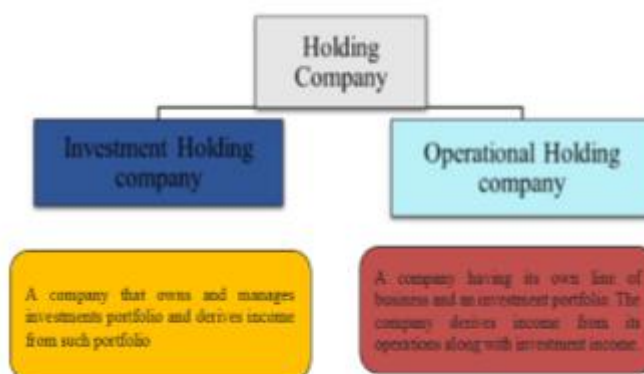 Holding
Company
Investment Holding
company
Operational Holding
company
A company that owns and manages
investments portfolio and derives income
from such portfolio
A company having its own line of
business and an investment portfolio. The
company derives income from its
operations along with investment income.